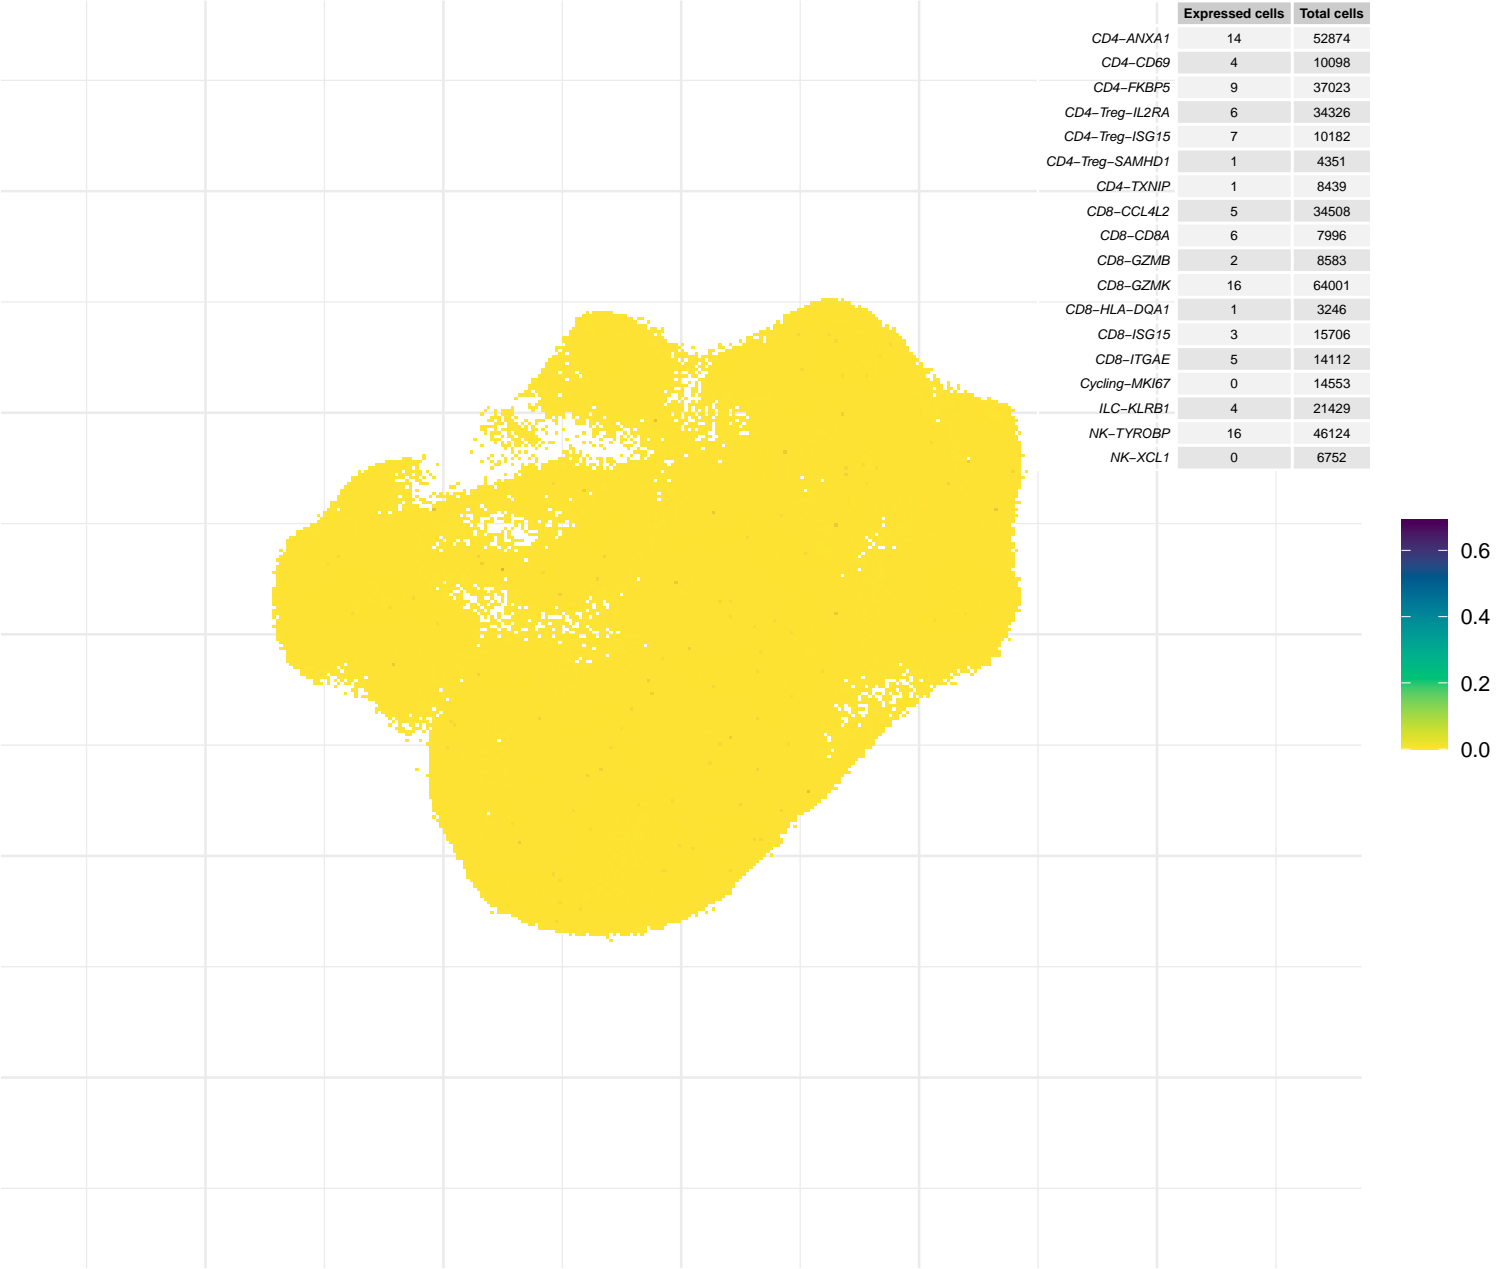 Expressed cells Total cells
CD4−ANXA1 14 52874
CD4−CD69 4 10098
CD4−FKBP5 9 37023
CD4−Treg−IL2RA 6 34326
CD4−Treg−ISG15 7 10182
CD4−Treg−SAMHD1 1 4351
CD4−TXNIP 1 8439
CD8−CCL4L2 5 34508
CD8−CD8A 6 7996
CD8−GZMB 2 8583
CD8−GZMK 16 64001
CD8−HLA−DQA1 1 3246
CD8−ISG15 3 15706
CD8−ITGAE 5 14112
Cycling−MKI67 0 14553
ILC−KLRB1 4 21429
NK−TYROBP 16 46124
NK−XCL1 0 6752
0.6
0.4
0.2
0.0